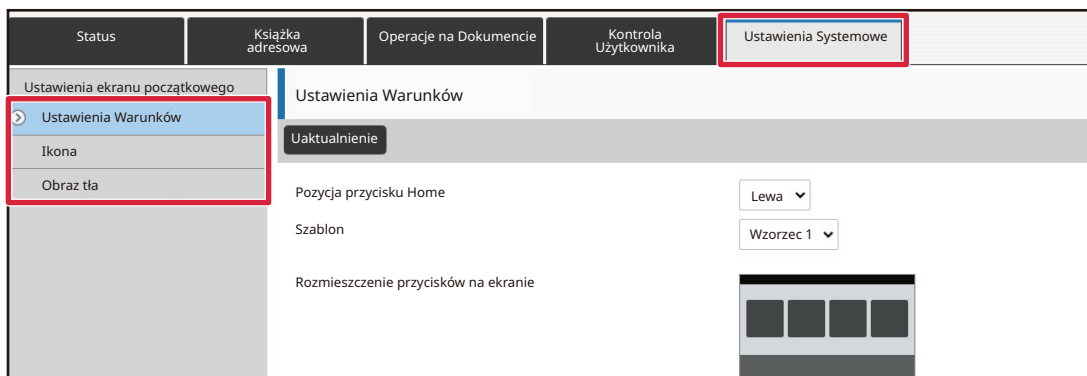 Status
Książka
adresowa
Operacje na Dokumencie
Kontrola
Użytkownika
Ustawienia Systemowe
Ustawienia ekranu początkowego
Ustawienia Warunków
Ikona
Obraz tła
Ustawienia Warunków
Uaktualnienie
Pozycja przycisku Home
Lewa
Szablon
Wzorzec 1
Rozmieszczenie przycisków na ekranie